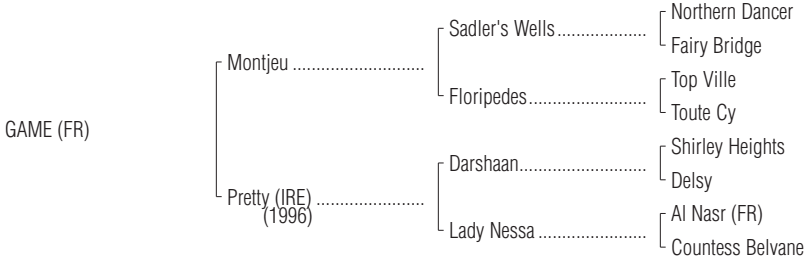 Northern Dancer
Sadler's Wells...................
Fairy Bridge
Montjeu ............................
Top Ville
Floripedes.........................
Toute Cy
GAME (FR)
Shirley Heights
Darshaan...........................
Delsy
Pretty (IRE) .......................
(1996)
Al Nasr (FR)
Lady Nessa .......................
Countess Belvane